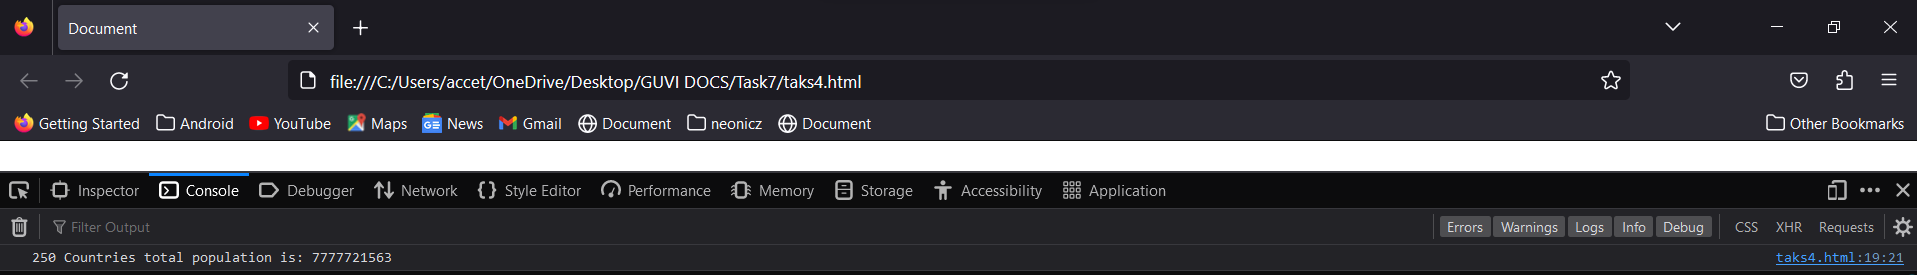 Document
file:///C:/Users/accet/OneDrive/Desktop/GUVI DOCS/Task7/taks4.html
Getting Started Android YouTube Maps News Gmail Document neonicz Document Other Bookmarks
Inspector Console Debugger Network Style Editor Performance Memory Storage Accessibility Application
Filter Output Errors Warnings Logs Info Debug CSS XHR Requests
250 Countries total population is: 7777721563 taks4.html:19:21